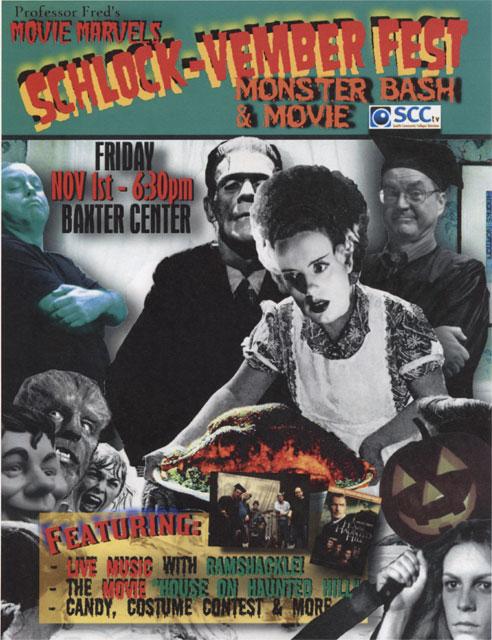 Professor Fred's
MOVIE MARVELS
SCHLOCK-VEMBER FEST
MONSTER BASH
& MOVIE
SCCtv
FRIDAY
NOV 1st - 6:30pm
BAXTER CENTER
FEATURING:
- LIVE MUSIC WITH RAMSHACKLE!
- THE MOVIE "HOUSE ON HAUNTED HILL"
- CANDY, COSTUME CONTEST & MORE